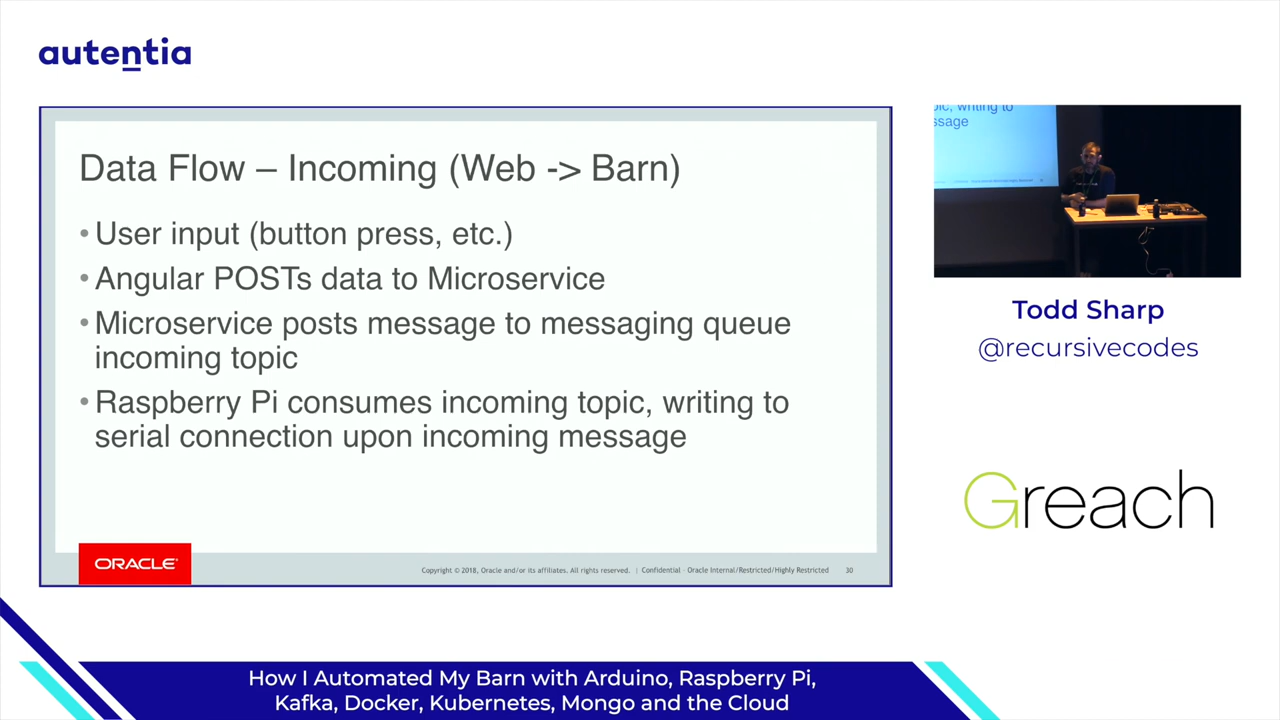 autentia
Data Flow – Incoming (Web -> Barn)
• User input (button press, etc.)
• Angular POSTs data to Microservice
• Microservice posts message to messaging queue
incoming topic
• Raspberry Pi consumes incoming topic, writing to
serial connection upon incoming message
ORACLE
Copyright © 2018, Oracle and/or its affiliates. All rights reserved. | Confidential – Oracle Internal/Restricted/Highly Restricted 30
writing to
Todd Sharp
@recursivecodes
Greach
How I Automated My Barn with Arduino, Raspberry Pi,
Kafka, Docker, Kubernetes, Mongo and the Cloud